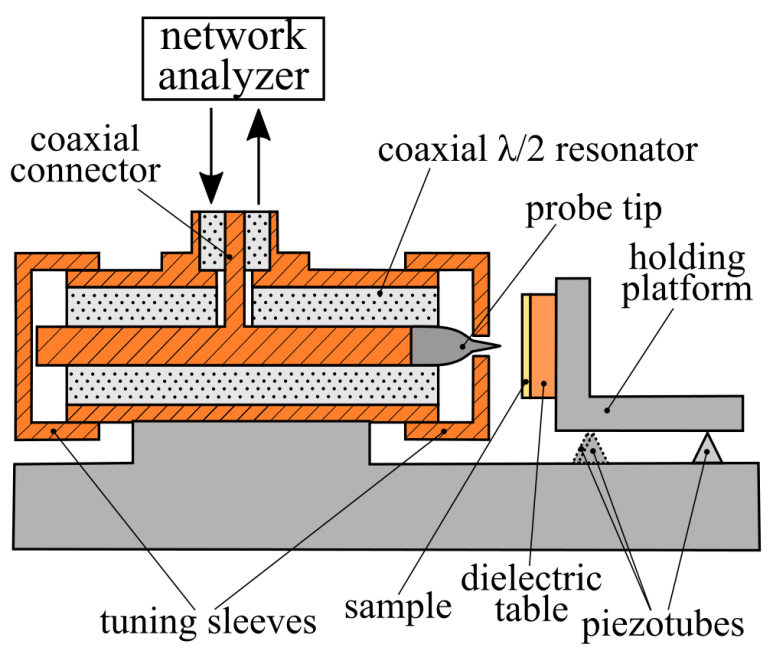 network
analyzer
coaxial
connector
coaxial λ/2 resonator
probe tip
holding
platform
tuning sleeves
sample
dielectric
table
piezotubes